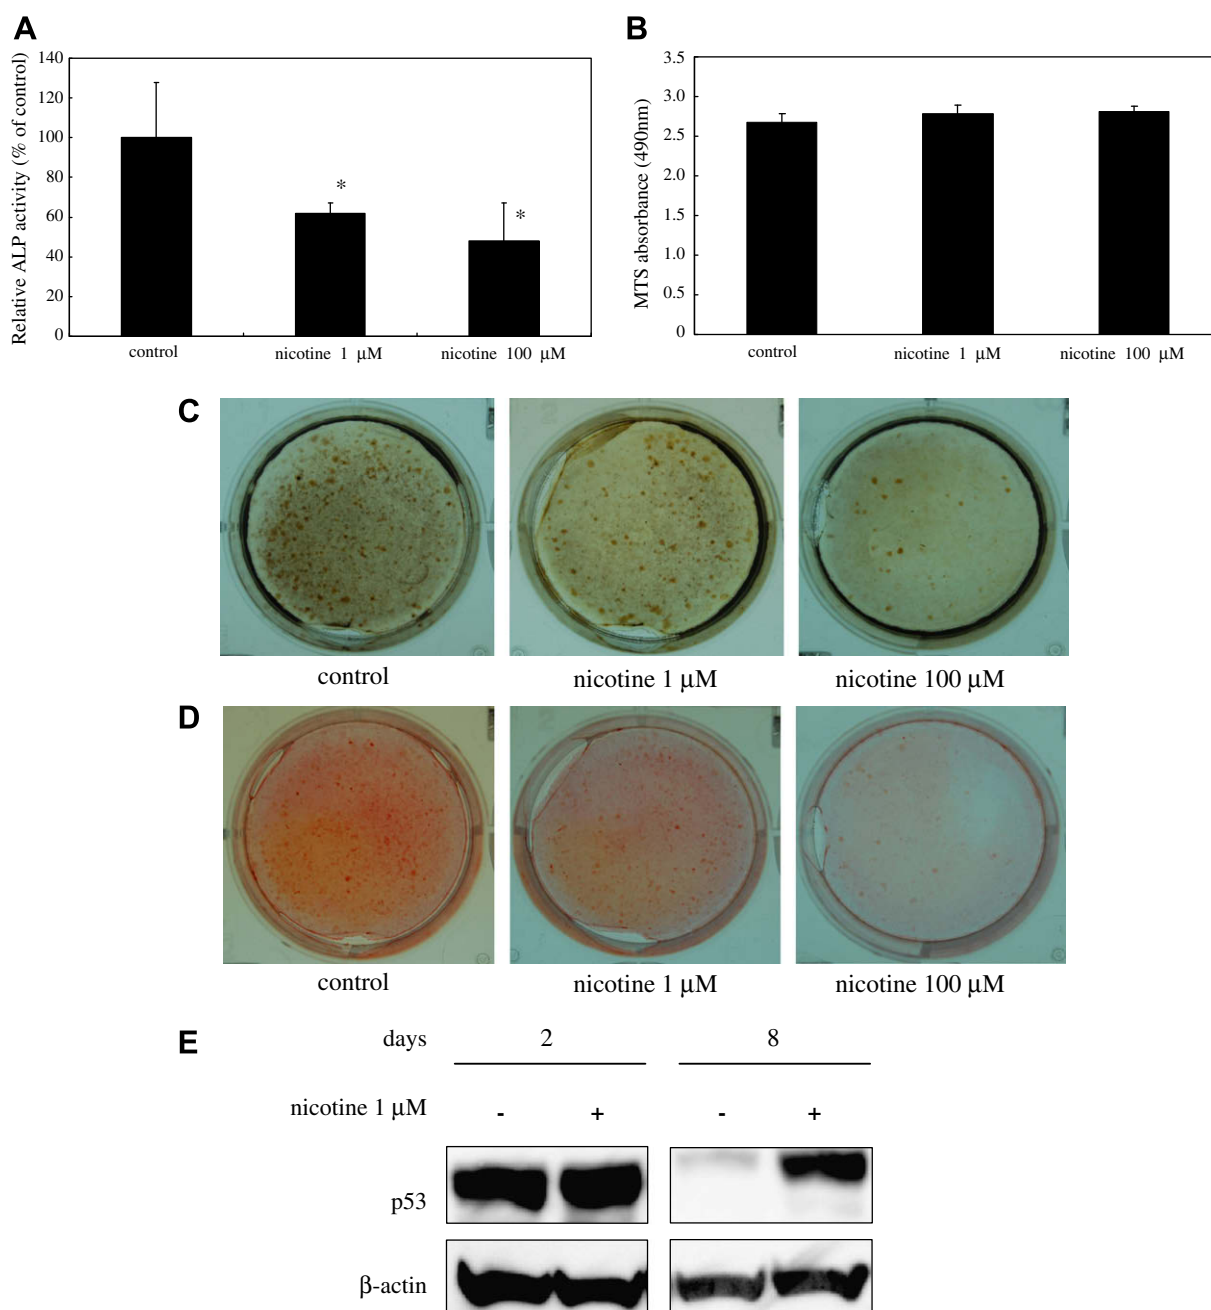 A
Relative ALP activity (% of control)
140
120
100
80
60
40
20
0
*
*
control
nicotine 1 μM
nicotine 100 μM
B
MTS absorbance (490nm)
3.5
3.0
2.5
2.0
1.5
1.0
0.5
0
control
nicotine 1 μM
nicotine 100 μM
C
control
nicotine 1 μM
nicotine 100 μM
D
control
nicotine 1 μM
nicotine 100 μM
E
days 2 8
nicotine 1 μM - + - +
p53
β-actin